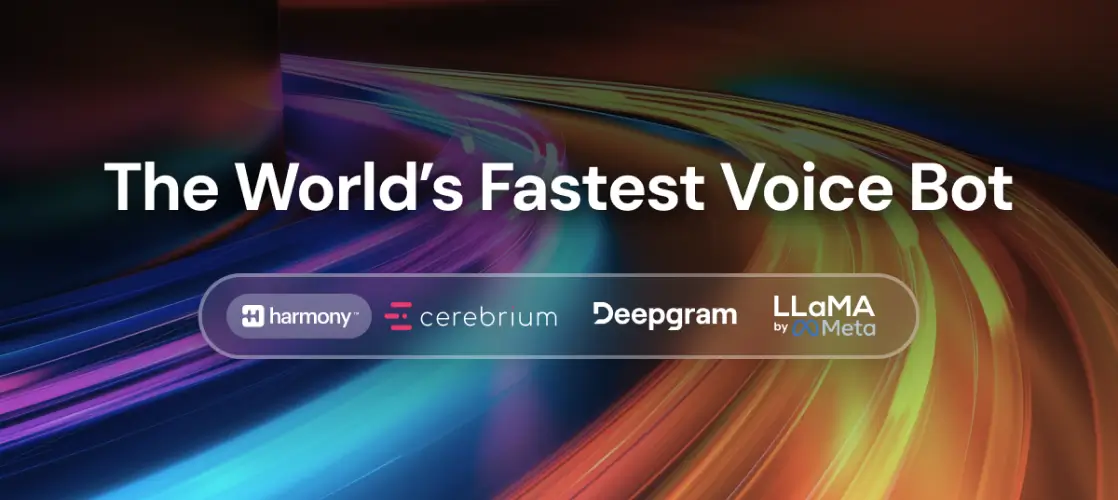 The World’s Fastest Voice Bot
harmony™ cerebrium Deepgram LLaMA
by Meta